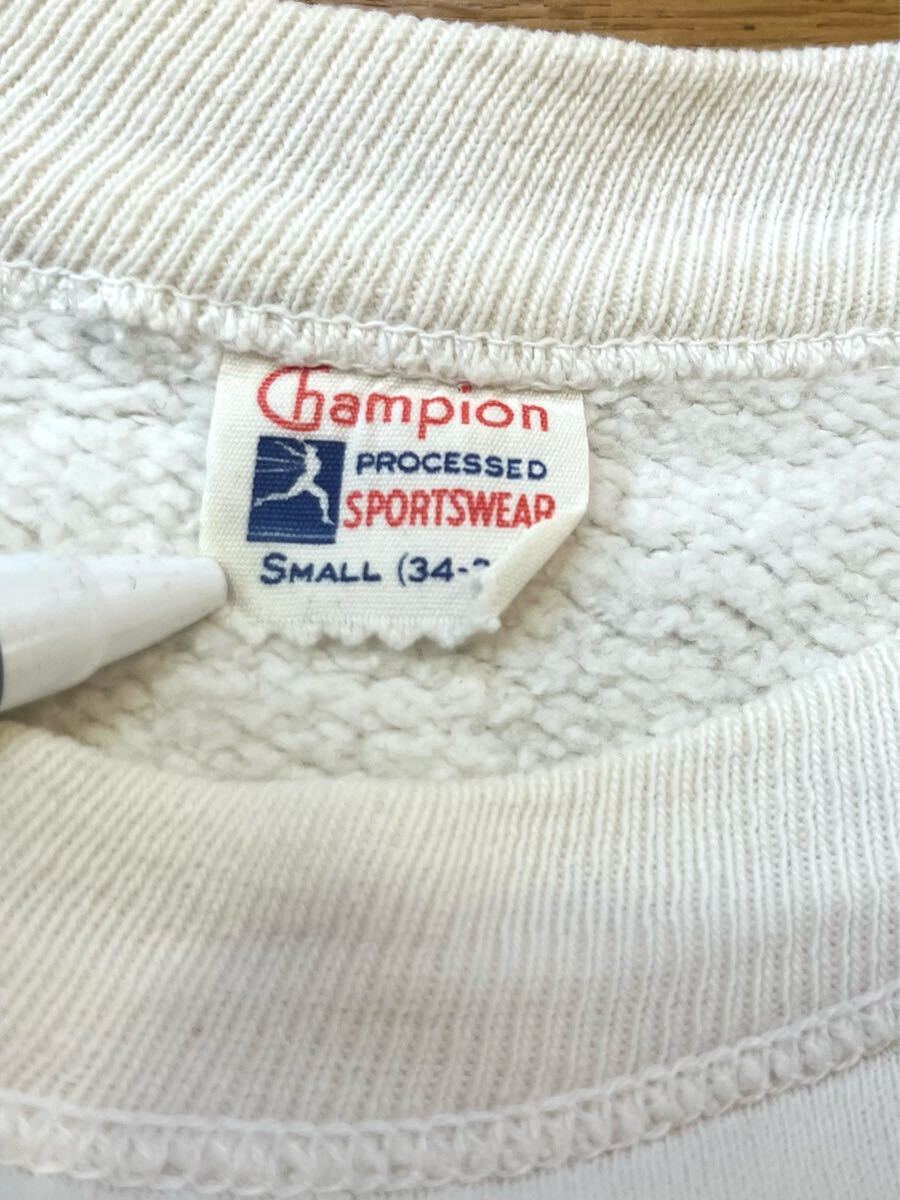 Champion
PROCESSED
SPORTSWEAR
SMALL (34-